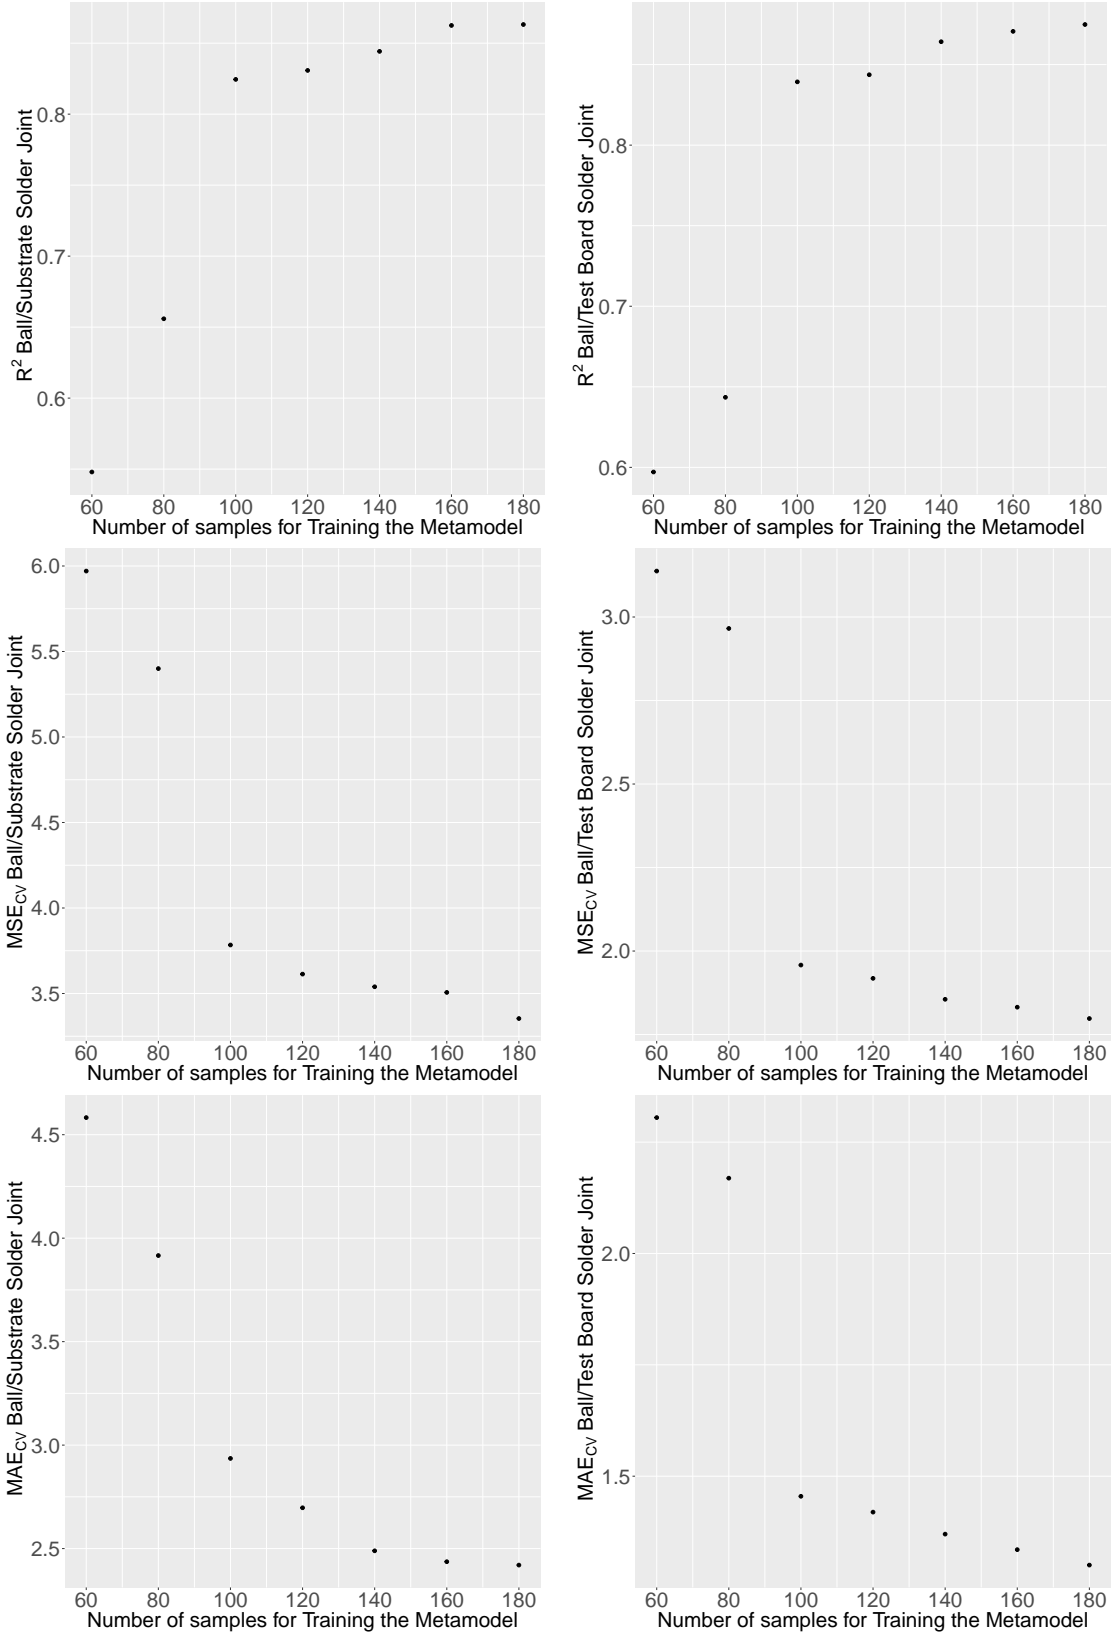 R² Ball/Substrate Solder Joint
0.8
0.7
0.6
60 80 100 120 140 160 180
Number of samples for Training the Metamodel
R² Ball/Test Board Solder Joint
0.8
0.7
0.6
60 80 100 120 140 160 180
Number of samples for Training the Metamodel
MSE_CV Ball/Substrate Solder Joint
6.0
5.5
5.0
4.5
4.0
3.5
60 80 100 120 140 160 180
Number of samples for Training the Metamodel
MSE_CV Ball/Test Board Solder Joint
3.0
2.5
2.0
60 80 100 120 140 160 180
Number of samples for Training the Metamodel
MAE_CV Ball/Substrate Solder Joint
4.5
4.0
3.5
3.0
2.5
60 80 100 120 140 160 180
Number of samples for Training the Metamodel
MAE_CV Ball/Test Board Solder Joint
2.0
1.5
60 80 100 120 140 160 180
Number of samples for Training the Metamodel